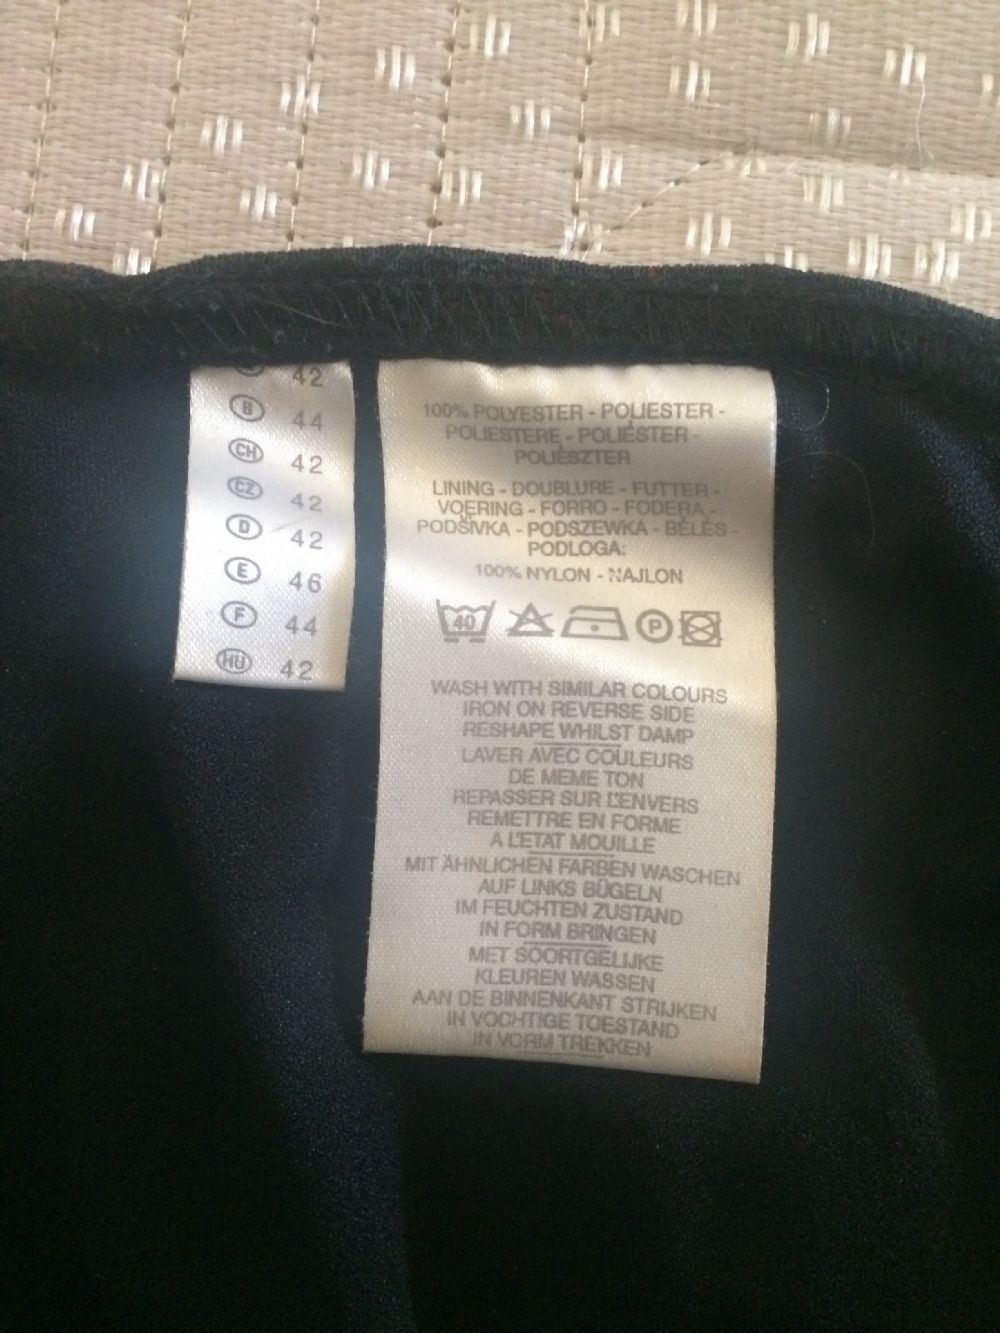 42
B 44
CH 42
CZ 42
D 42
E 46
F 44
HU 42
100% POLYESTER - POLIESTER -
POLIESTERE - POLIÉSTER -
POLIÉSZTER
LINING - DOUBLURE - FUTTER -
VOERING - FORRO - FODERA -
PODŠIVKA - PODSZEWKA - BÉLÉS
PODLOGA:
100% NYLON - NAJLON
40 P
WASH WITH SIMILAR COLOURS
IRON ON REVERSE SIDE
RESHAPE WHILST DAMP
LAVER AVEC COULEURS
DE MEME TON
REPASSER SUR L'ENVERS
REMETTRE EN FORME
A L'ETAT MOUILLE
MIT ÄHNLICHEN FARBEN WASCHEN
AUF LINKS BÜGELN
IM FEUCHTEN ZUSTAND
IN FORM BRINGEN
MET SOORTGELIJKE
KLEUREN WASSEN
AAN DE BINNENKANT STRIJKEN
IN VOCHTIGE TOESTAND
IN VORM TREKKEN